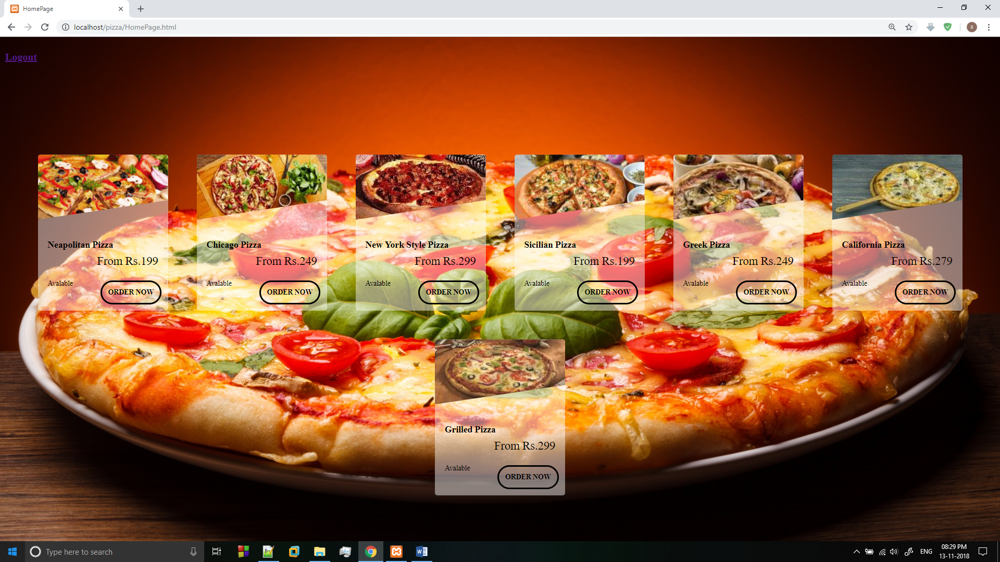 HomePage
localhost/pizza/HomePage.html
s
Logout
Neapolitan Pizza
From Rs.199
Avalable
ORDER NOW
Chicago Pizza
From Rs.249
Avalable
ORDER NOW
New York Style Pizza
From Rs.299
Avalable
ORDER NOW
Sicilian Pizza
From Rs.199
Avalable
ORDER NOW
Greek Pizza
From Rs.249
Avalable
ORDER NOW
California Pizza
From Rs.279
Avalable
ORDER NOW
Grilled Pizza
From Rs.299
Avalable
ORDER NOW
Type here to search
W
ENG
08:29 PM
13-11-2018